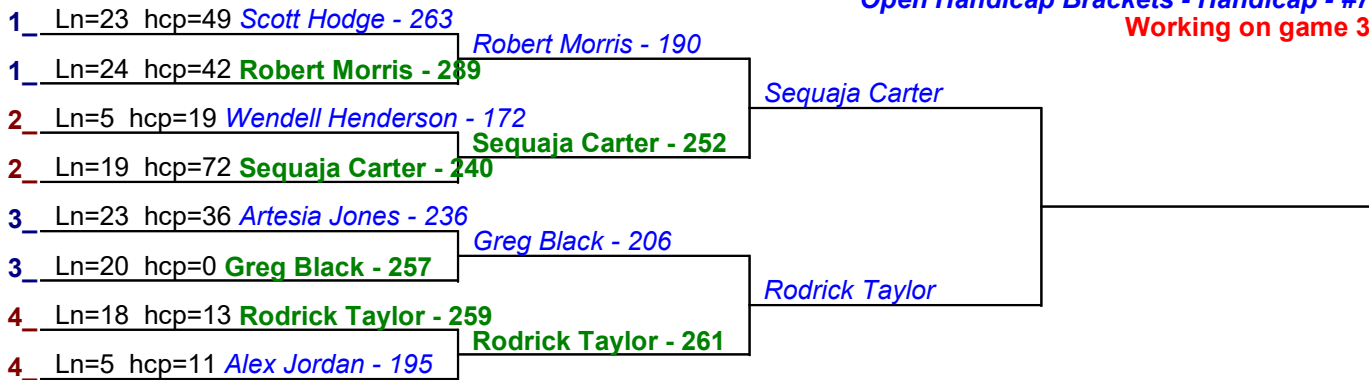 Open Handicap Brackets - Handicap - #7
Working on game 3
1_ Ln=23 hcp=49 Scott Hodge - 263
Robert Morris - 190
1_ Ln=24 hcp=42 Robert Morris - 289
Sequaja Carter
2_ Ln=5 hcp=19 Wendell Henderson - 172
Sequaja Carter - 252
2_ Ln=19 hcp=72 Sequaja Carter - 240
3_ Ln=23 hcp=36 Artesia Jones - 236
Greg Black - 206
3_ Ln=20 hcp=0 Greg Black - 257
Rodrick Taylor
4_ Ln=18 hcp=13 Rodrick Taylor - 259
Rodrick Taylor - 261
4_ Ln=5 hcp=11 Alex Jordan - 195